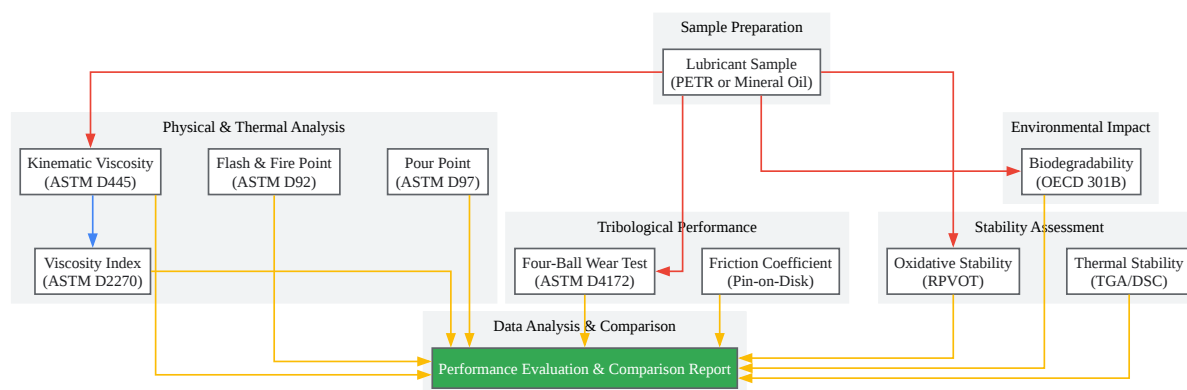 Sample Preparation
Lubricant Sample
(PETR or Mineral Oil)
Physical & Thermal Analysis
Environmental Impact
Kinematic Viscosity
(ASTM D445)
Flash & Fire Point
(ASTM D92)
Pour Point
(ASTM D97)
Biodegradability
(OECD 301B)
Tribological Performance
Stability Assessment
Viscosity Index
(ASTM D2270)
Four-Ball Wear Test
(ASTM D4172)
Friction Coefficient
(Pin-on-Disk)
Oxidative Stability
(RPVOT)
Thermal Stability
(TGA/DSC)
Data Analysis & Comparison
Performance Evaluation & Comparison Report